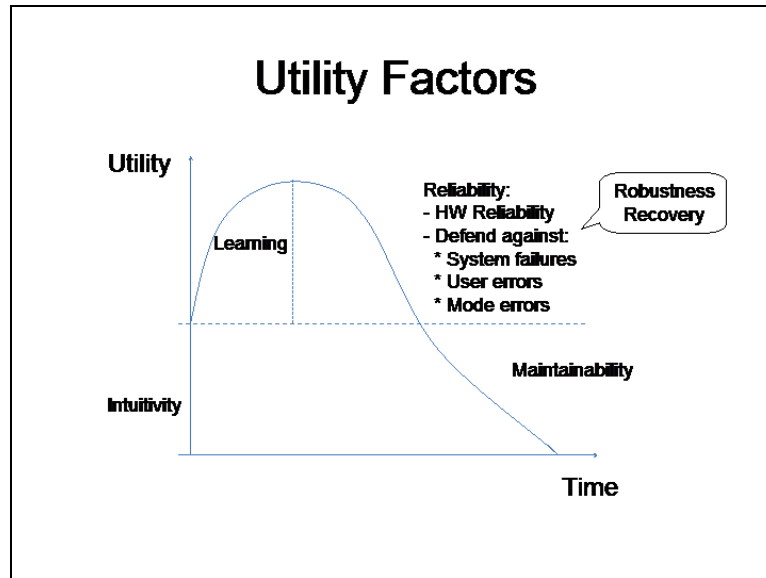 Utility Factors
Utility
Reliability:
- HW Reliability
- Defend against:
* System failures
* User errors
* Mode errors
Robustness
Recovery
Learning
Maintainability
Intuitivity
Time